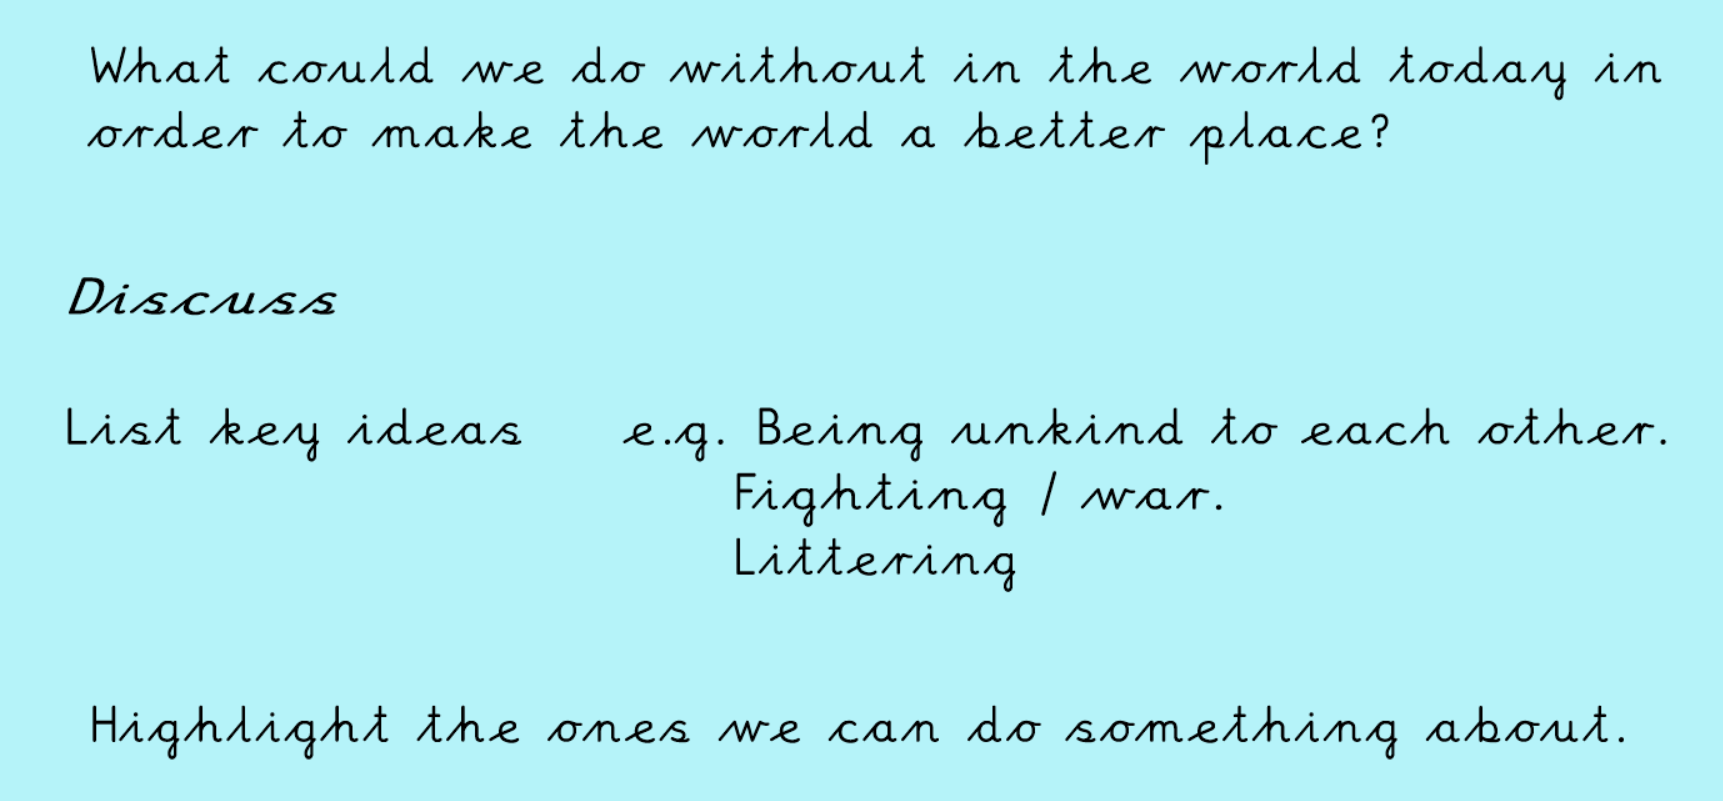 What could we do without in the world today in
order to make the world a better place?
Discuss
List key ideas e.g. Being unkind to each other.
Fighting / war.
Littering
Highlight the ones we can do something about.